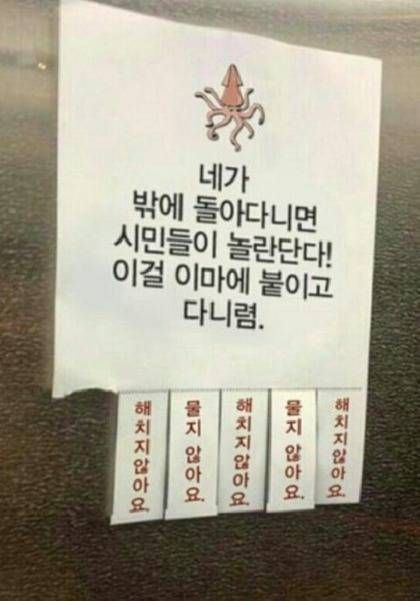 네가
밖에 돌아다니면
시민들이 놀란단다!
이걸 이마에 붙이고
다니렴.
해치지않아요.
물지 않아요.
해치지않아요.
물지 않아요.
해치지않아요.